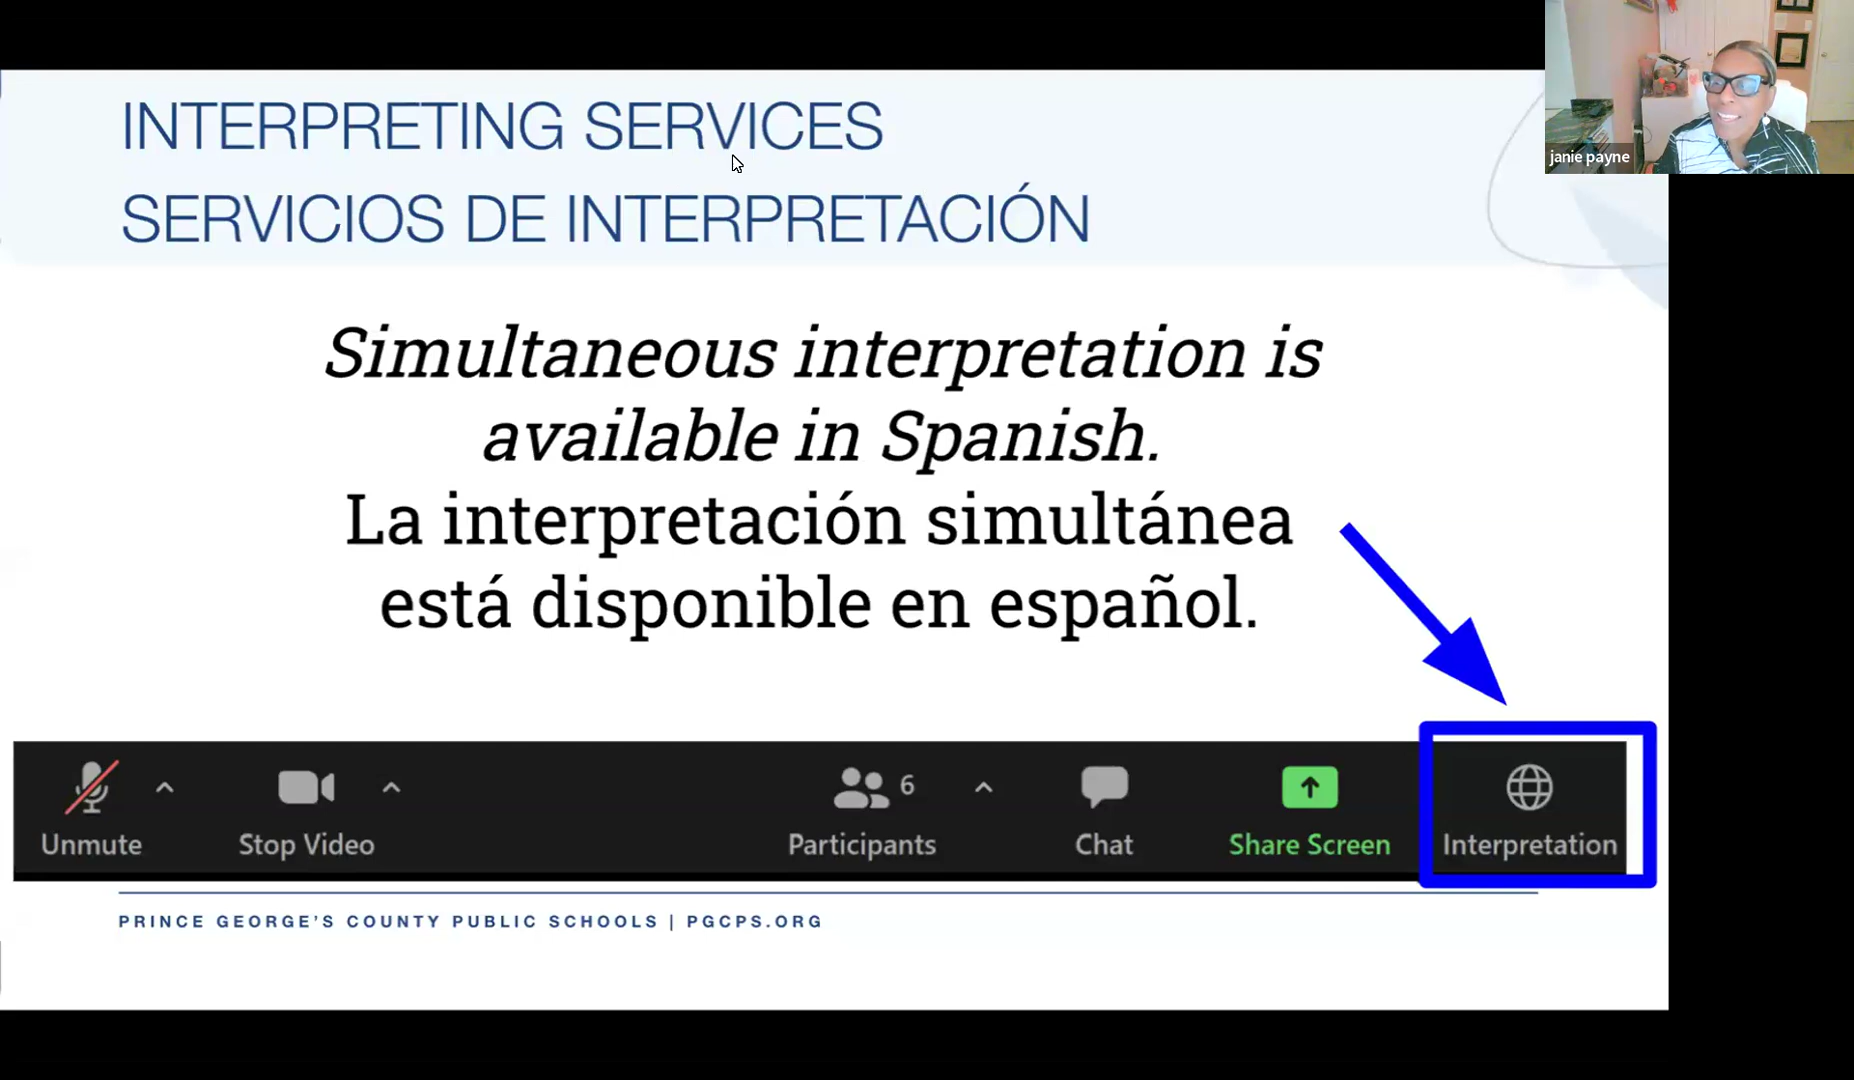 INTERPRETING SERVICES
SERVICIOS DE INTERPRETACIÓN
janie payne
Simultaneous interpretation is
available in Spanish.
La interpretación simultánea
está disponible en español.
6
Unmute
Stop Video
Participants
Chat
Share Screen
Interpretation
PRINCE GEORGE'S COUNTY PUBLIC SCHOOLS | PGCPS.ORG